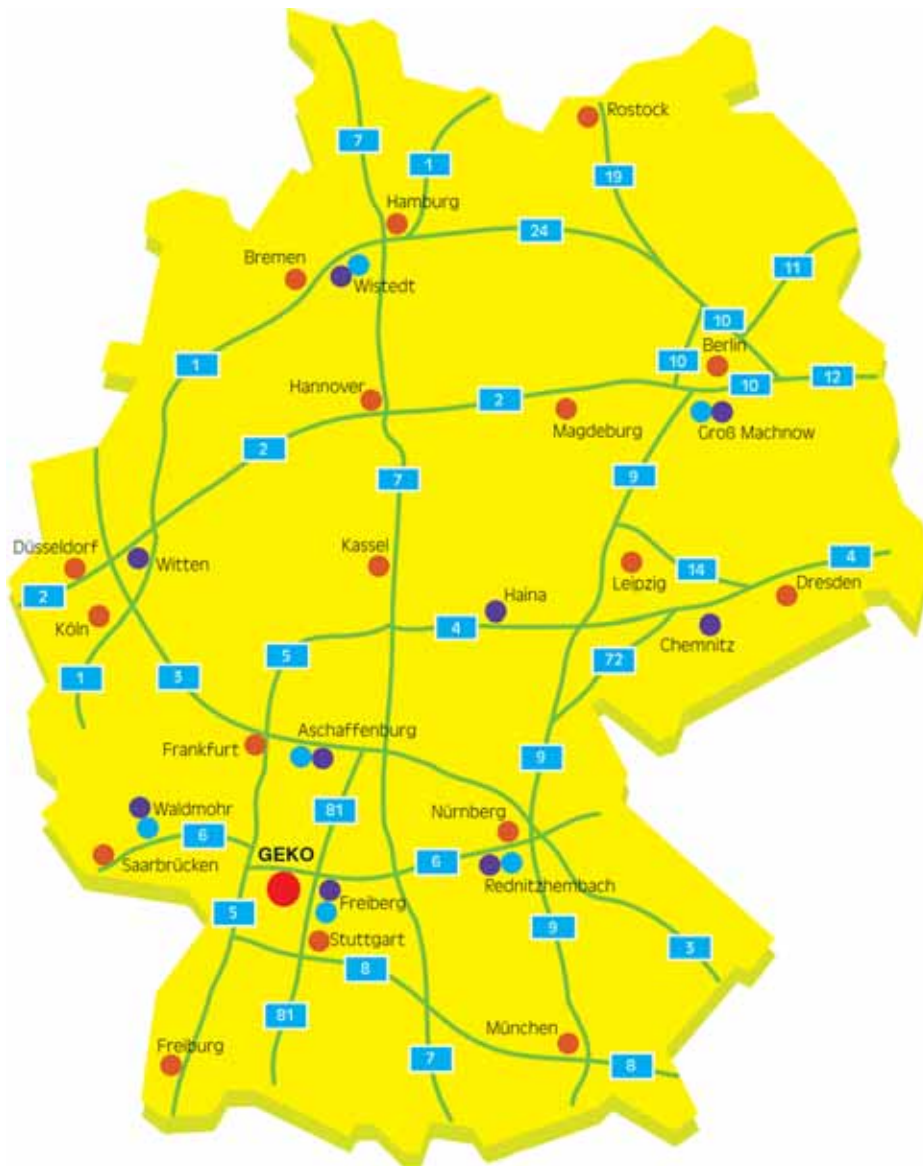 Rostock
7
1
19
Hamburg
24
Bremen
11
Wistedt
10
1
Berlin
10
Hannover
10
12
2
Magdeburg
Groß Machnow
2
7
9
Düsseldorf
Witten
Kassel
4
Leipzig
14
2
Haina
Dresden
Köln
4
Chemnitz
5
72
1
3
Aschaffenburg
Frankfurt
9
81
Waldmohr
Nürnberg
6
GEKO
6
Saarbrücken
Rednitzhembach
Freiberg
5
9
Stuttgart
3
8
81
München
Freiburg
7
8